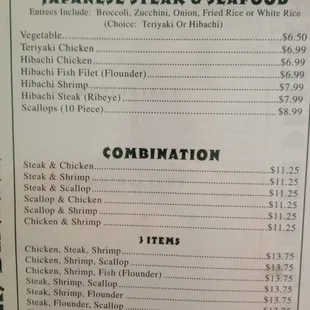 JAPANESE STEAK & SEAFOOD
Entrees Include: Broccoli, Zucchini, Onion, Fried Rice or White Rice
(Choice: Teriyaki Or Hibachi)
Vegetable $6.50
Teriyaki Chicken $6.99
Hibachi Chicken $6.99
Hibachi Fish Filet (Flounder) $6.99
Hibachi Shrimp $7.99
Hibachi Steak (Ribeye) $7.99
Scallops (10 Piece) $8.99
COMBINATION
Steak & Chicken $11.25
Steak & Shrimp $11.25
Steak & Scallop $11.25
Scallop & Chicken $11.25
Scallop & Shrimp $11.25
Chicken & Shrimp $11.25
3 ITEMS
Chicken, Steak, Shrimp $13.75
Chicken, Shrimp, Scallop $13.75
Chicken, Shrimp, Fish (Flounder) $13.75
Steak, Shrimp, Scallop $13.75
Steak, Shrimp, Flounder $13.75
Steak, Flounder, Scallop